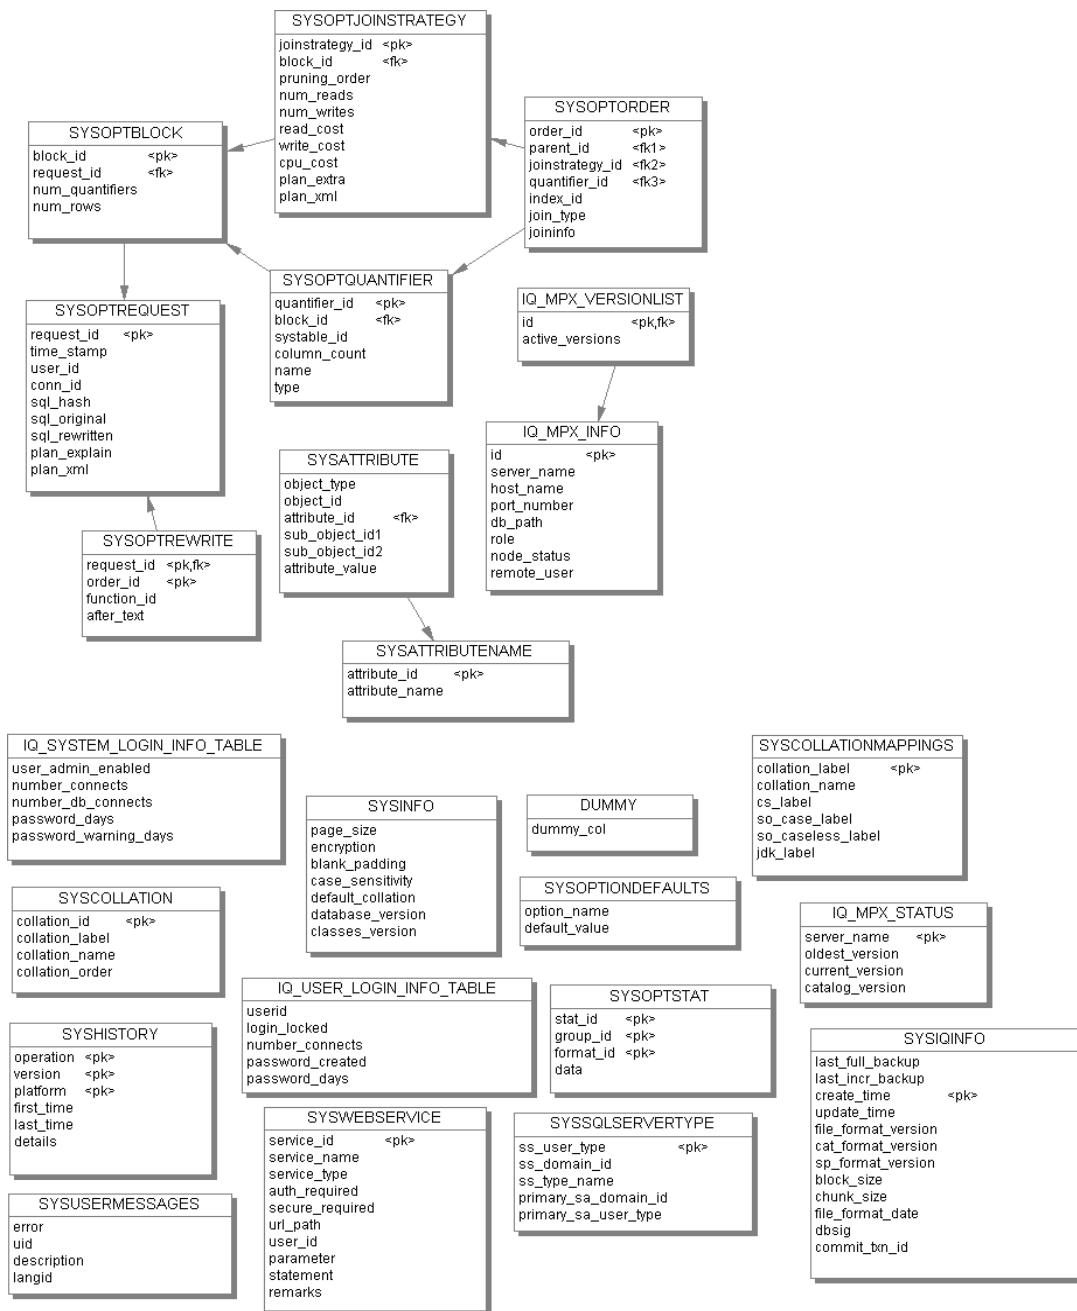 SYSOPTJOINSTRATEGY
joinstrategy_id <pk>
block_id <fk>
pruning_order
num_reads
num_writes
read_cost
write_cost
cpu_cost
plan_extra
plan_xml
SYSOPTORDER
order_id <pk>
parent_id <fk1>
joinstrategy_id <fk2>
quantifier_id <fk3>
index_id
join_type
joininfo
SYSOPTBLOCK
block_id <pk>
request_id <fk>
num_quantifiers
num_rows
SYSOPTQUANTIFIER
quantifier_id <pk>
block_id <fk>
systable_id
column_count
name
type
IQ_MPX_VERSIONLIST
id <pk,fk>
active_versions
SYSOPTREQUEST
request_id <pk>
time_stamp
user_id
conn_id
sql_hash
sql_original
sql_rewritten
plan_explain
plan_xml
IQ_MPX_INFO
id <pk>
server_name
host_name
port_number
db_path
role
node_status
remote_user
SYSATTRIBUTE
object_type
object_id
attribute_id <fk>
sub_object_id1
sub_object_id2
attribute_value
SYSOPTREWRITE
request_id <pk,fk>
order_id <pk>
function_id
after_text
SYSATTRIBUTENAME
attribute_id <pk>
attribute_name
IQ_SYSTEM_LOGIN_INFO_TABLE
user_admin_enabled
number_connects
number_db_connects
password_days
password_warning_days
SYSINFO
page_size
encryption
blank_padding
case_sensitivity
default_collation
database_version
classes_version
DUMMY
dummy_col
SYSCOLLATIONMAPPINGS
collation_label <pk>
collation_name
cs_label
so_case_label
so_caseless_label
jdk_label
SYSCOLLATION
collation_id <pk>
collation_label
collation_name
collation_order
SYSOPTIONDEFAULTS
option_name
default_value
IQ_MPX_STATUS
server_name <pk>
oldest_version
current_version
catalog_version
IQ_USER_LOGIN_INFO_TABLE
userid
login_locked
number_connects
password_created
password_days
SYSOPTSTAT
stat_id <pk>
group_id <pk>
format_id <pk>
data
SYSHISTORY
operation <pk>
version <pk>
platform <pk>
first_time
last_time
details
SYSIQINFO
last_full_backup
last_incr_backup
create_time <pk>
update_time
file_format_version
cat_format_version
sp_format_version
block_size
chunk_size
file_format_date
dbsig
commit_txn_id
SYSWEBSERVICE
service_id <pk>
service_name
service_type
auth_required
secure_required
url_path
user_id
parameter
statement
remarks
SYSSQLSERVERTYPE
ss_user_type <pk>
ss_domain_id
ss_type_name
primary_sa_domain_id
primary_sa_user_type
SYSUSERMESSAGES
error
uid
description
langid